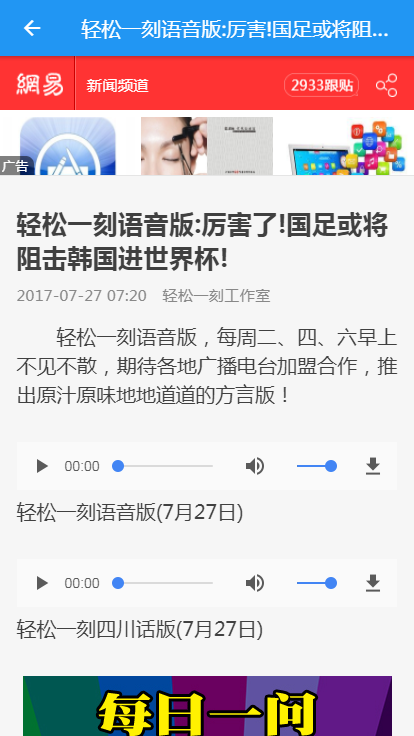 轻松一刻语音版:厉害!国足或将阻...
網易
新闻频道
2933跟贴
广告
轻松一刻语音版:厉害了!国足或将
阻击韩国进世界杯!
2017-07-27 07:20 轻松一刻工作室
轻松一刻语音版，每周二、四、六早上
不见不散，期待各地广播电台加盟合作，推
出原汁原味地地道道的方言版！
00:00
轻松一刻语音版(7月27日)
00:00
轻松一刻四川话版(7月27日)
每日一问